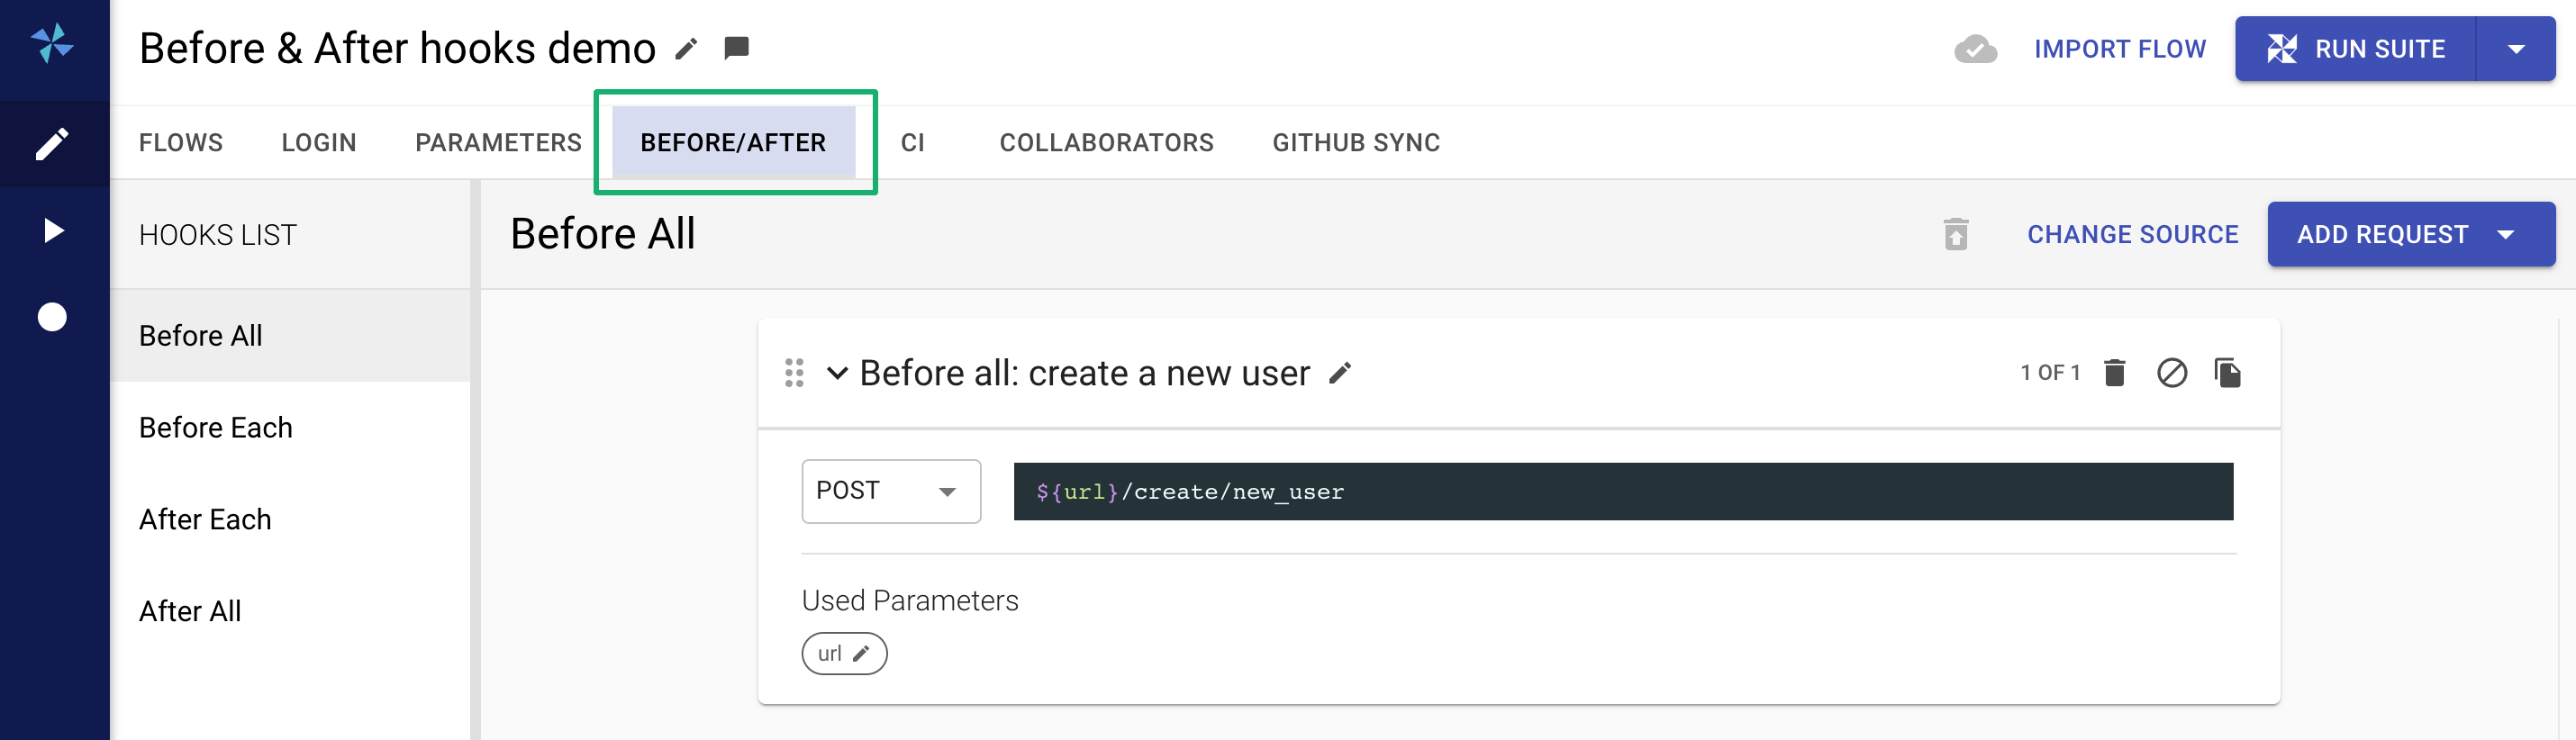 Before & After hooks demo
IMPORT FLOW
RUN SUITE
FLOWS
LOGIN
PARAMETERS
BEFORE/AFTER
CI
COLLABORATORS
GITHUB SYNC
HOOKS LIST
Before All
Before Each
After Each
After All
Before All
CHANGE SOURCE
ADD REQUEST
Before all: create a new user
1 OF 1
POST
${url}/create/new_user
Used Parameters
url